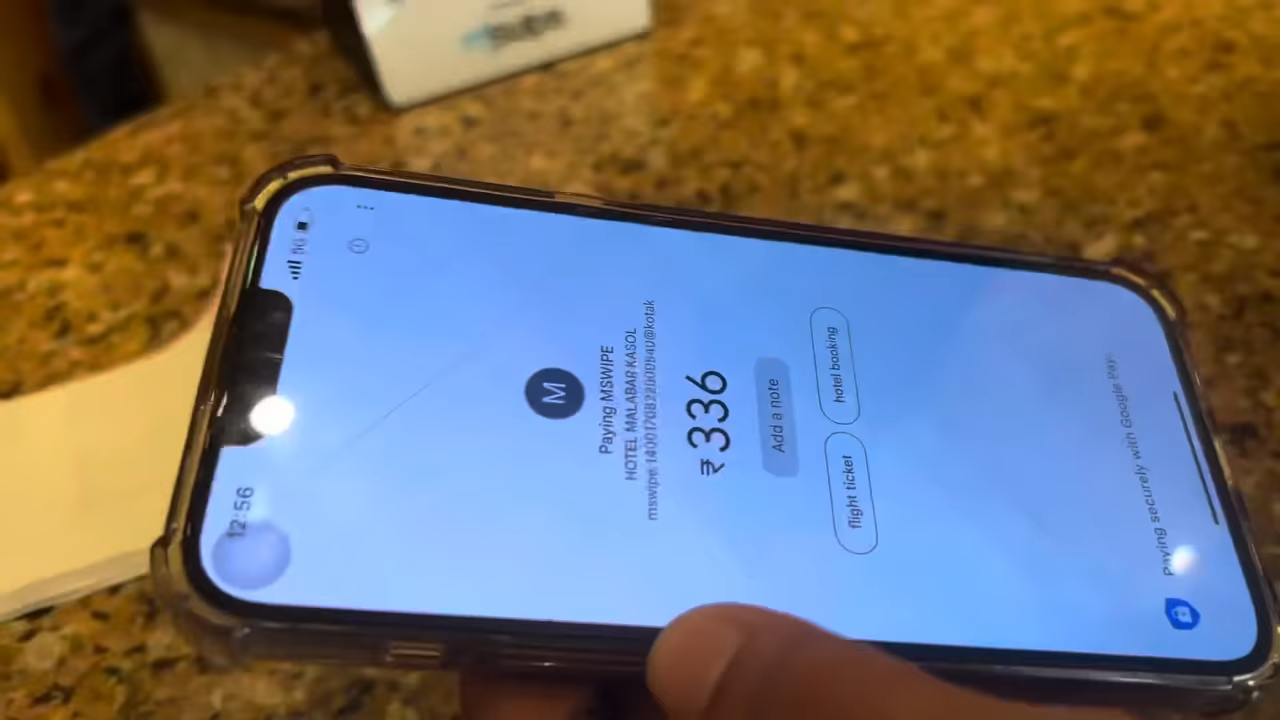 12:56
5G
M
Paying MSWIPE
HOTEL MALABAR KASOL
₹336
Add a note
flight ticket
hotel booking
Paying securely with Google Pay